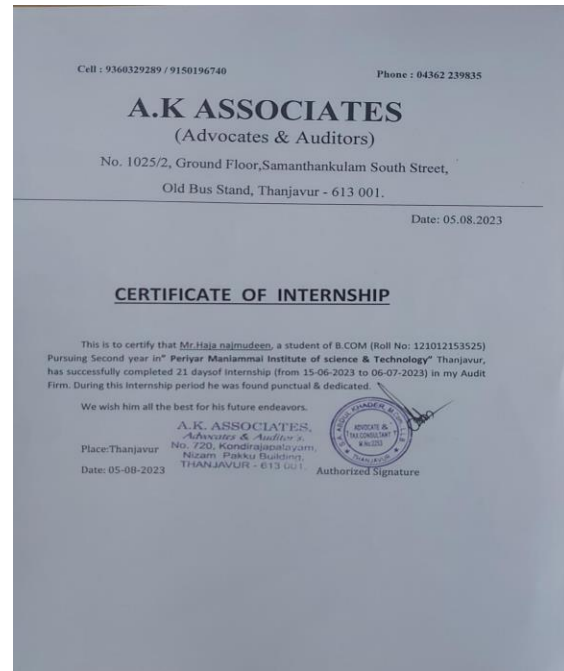 Cell : 9360329289 / 9150196740
Phone : 04362 239835
A.K ASSOCIATES
(Advocates & Auditors)
No. 1025/2, Ground Floor,Samanthankulam South Street,
Old Bus Stand, Thanjavur - 613 001.
Date: 05.08.2023
CERTIFICATE OF INTERNSHIP
This is to certify that Mr.Haja najmudeen, a student of B.COM (Roll No: 121012153525)
Pursuing Second year in" Periyar Manlammai Institute of science & Technology" Thanjavur,
has successfully completed 21 daysof Internship (from 15-06-2023 to 06-07-2023) in my Audit
Firm. During this Internship period he was found punctual & dedicated.
We wish him all the best for his future endeavors.
A.K. ASSOCIATES,
Advocates & Auditor's.
No. 720, Kondirajapalayam,
Nizam Pakku Building,
THANJAVUR - 613 001.
Place:Thanjavur
Date: 05-08-2023
S.A. ABDUL KHADER, M.Com., L.L.B
ADVOCATE &
TAX CONSULTANT
THANJAVUR
Authorized Signature